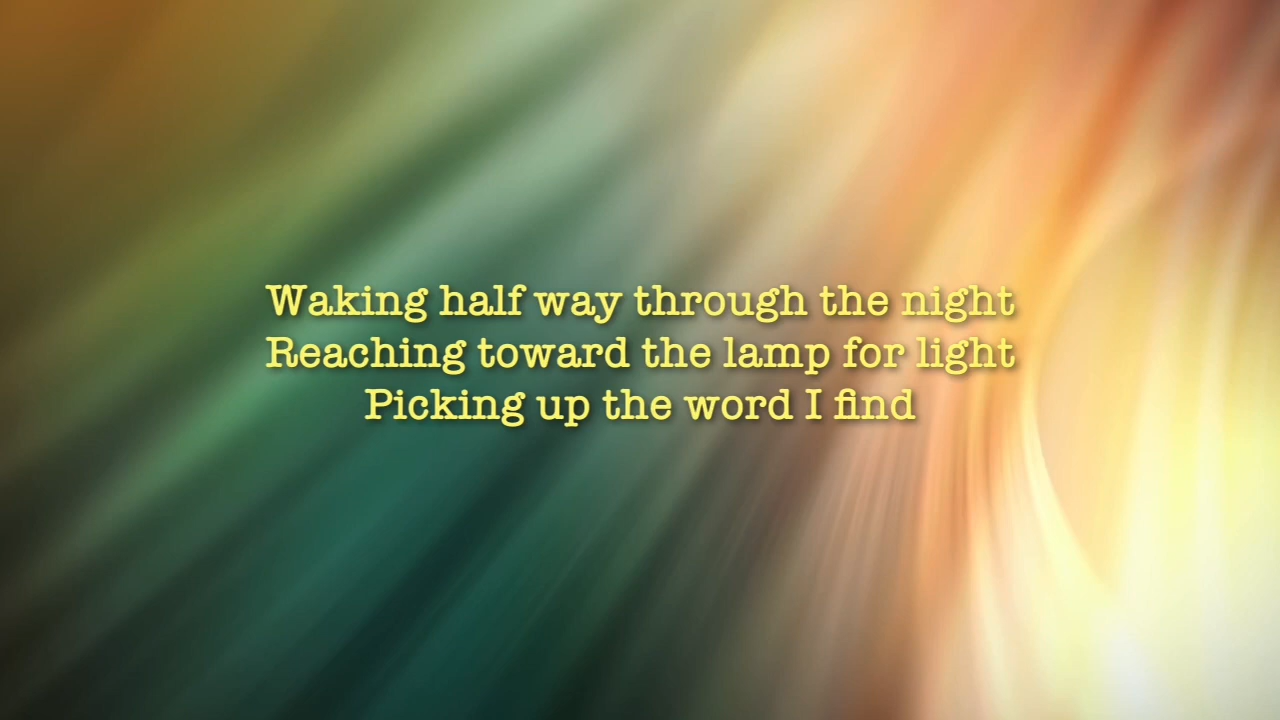 Waking half way through the night
Reaching toward the lamp for light
Picking up the word I find